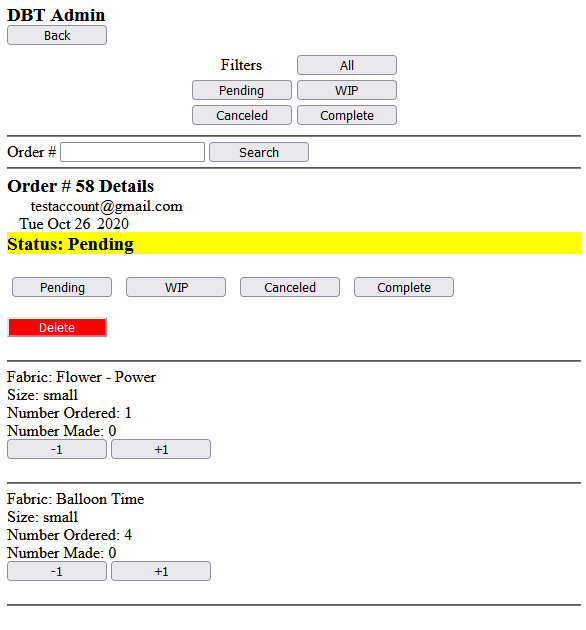 DBT Admin
Back
Filters All
Pending WIP
Canceled Complete
Order # Search
Order # 58 Details
testaccount@gmail.com
Tue Oct 26 2020
Status: Pending
Pending WIP Canceled Complete
Delete
Fabric: Flower - Power
Size: small
Number Ordered: 1
Number Made: 0
-1 +1
Fabric: Balloon Time
Size: small
Number Ordered: 4
Number Made: 0
-1 +1